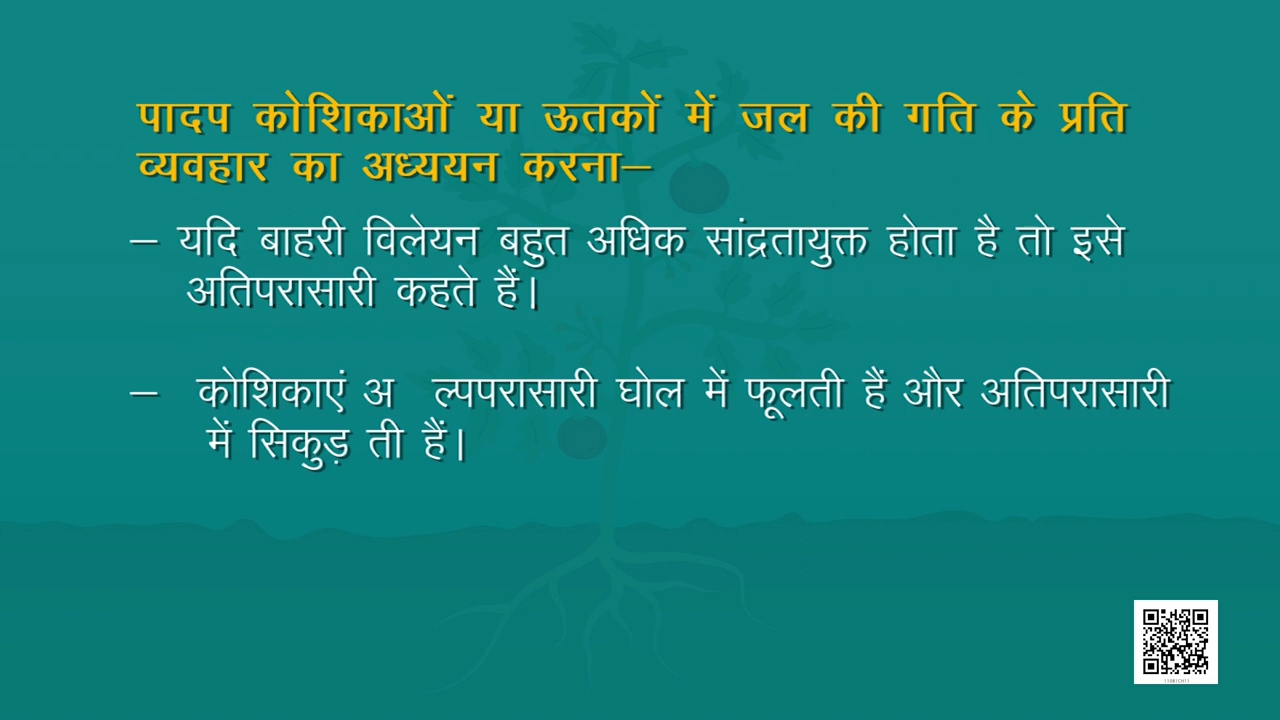 पादप कोशिकाओं या ऊतकों में जल की गति के प्रति
व्यवहार का अध्ययन करना–
– यदि बाहरी विलेयन बहुत अधिक सांद्रतायुक्त होता है तो इसे
अतिपरासारी कहते हैं।
– कोशिकाएं अ ल्पपरासारी घोल में फूलती हैं और अतिपरासारी
में सिकुड़ ती हैं।